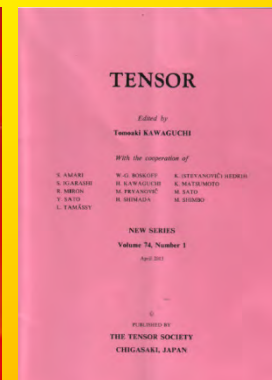 TENSOR
Edited by
Tomoaki KAWAGUCHI
With the cooperation of
S. AMARI W.-G. BOSKOFF
S. IGARASHI H. KAWAGUCHI K. MATSUMOTO
R. MIRON M. PRVANOVIČ M. SATO
T. SATO H. SHIMADA M. SHIMBO
L. TAMÁSSY
NEW SERIES
Volume 74, Number 1
April 2013
PUBLISHED BY
THE TENSOR SOCIETY
CHIGASAKI, JAPAN